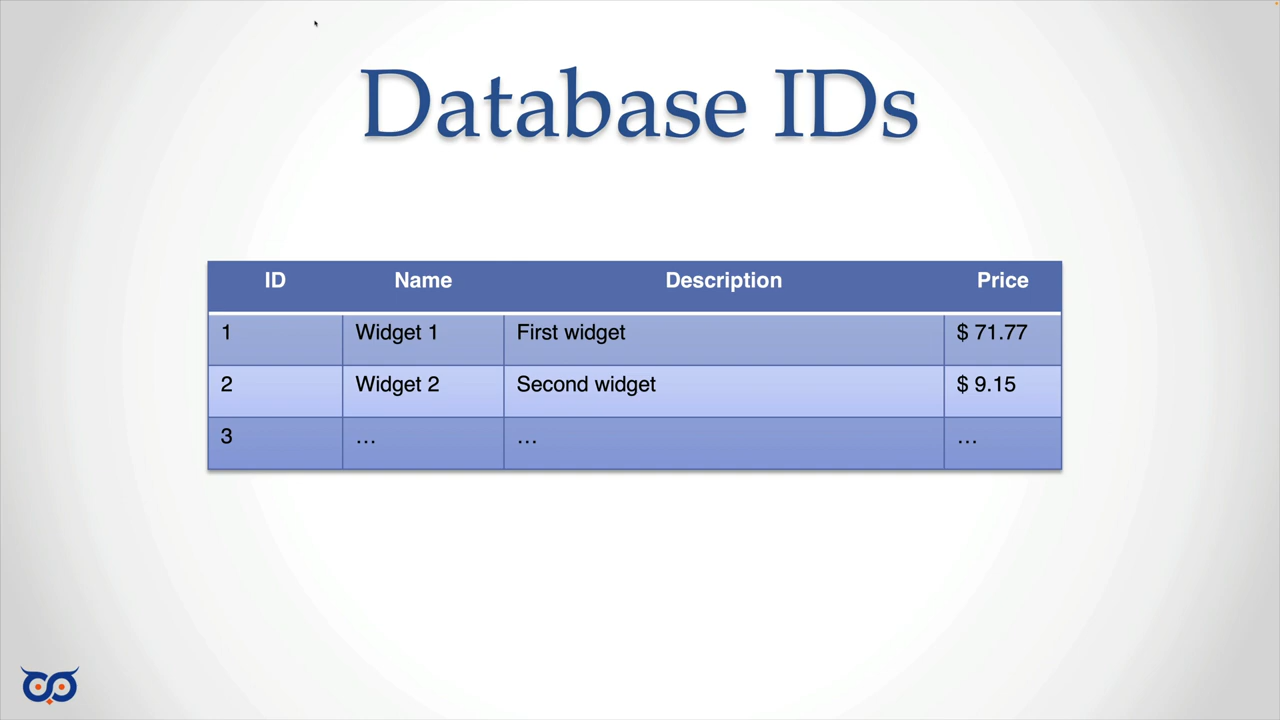 Database IDs
ID Name Description Price
1 Widget 1 First widget $ 71.77
2 Widget 2 Second widget $ 9.15
3 … … …